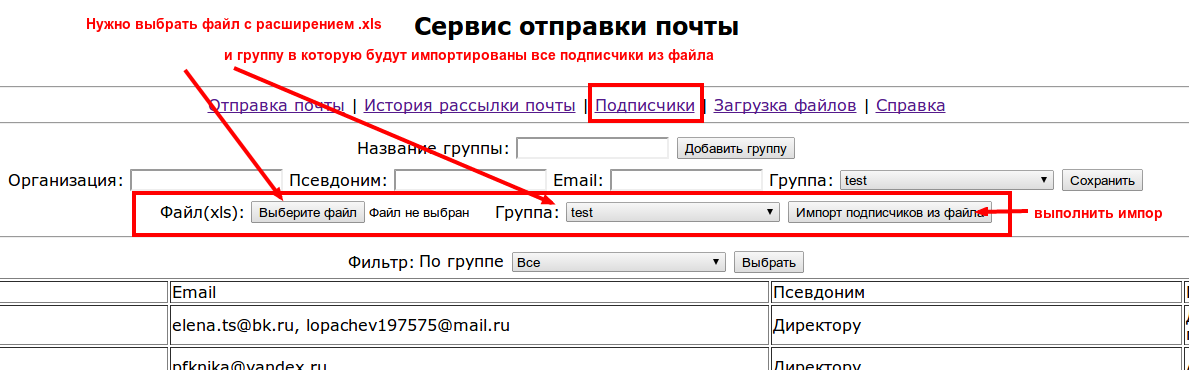 Нужно выбрать файл с расширением .xls
Сервис отправки почты
и группу в которую будут импортированы все подписчики из файла
Отправка почты | История рассылки почты | Подписчики | Загрузка файлов | Справка
Название группы: Добавить группу
Организация: Псевдоним: Email: Группа: test Сохранить
Файл(xls): Выберите файл Файл не выбран Группа: test Импорт подписчиков из файла
выполнить импор
Фильтр: По группе Все Выбрать
Email Псевдоним
elena.ts@bk.ru, lopachev197575@mail.ru Директору
pfknika@yandex.ru Директору